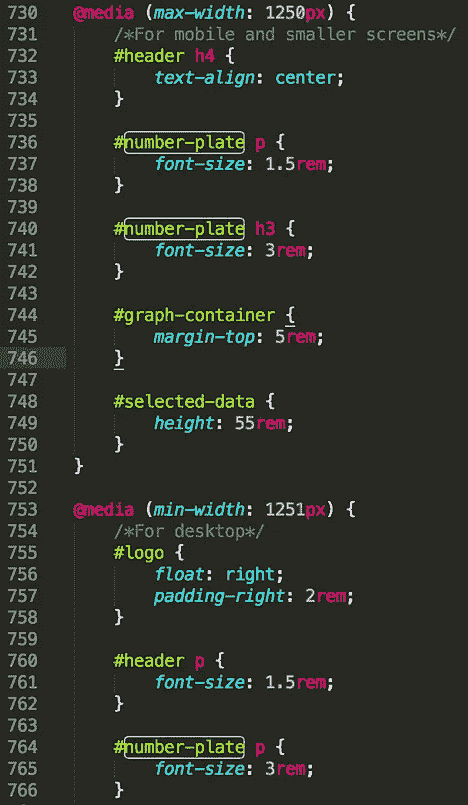 730 @media (max-width: 1250px) {
731     /*For mobile and smaller screens*/
732     #header h4 {
733         text-align: center;
734     }
735
736     #number-plate p {
737         font-size: 1.5rem;
738     }
739
740     #number-plate h3 {
741         font-size: 3rem;
742     }
743
744     #graph-container {
745         margin-top: 5rem;
746     }
747
748     #selected-data {
749         height: 55rem;
750     }
751 }
752
753 @media (min-width: 1251px) {
754     /*For desktop*/
755     #logo {
756         float: right;
757         padding-right: 2rem;
758     }
759
760     #header p {
761         font-size: 1.5rem;
762     }
763
764     #number-plate p {
765         font-size: 3rem;
766     }